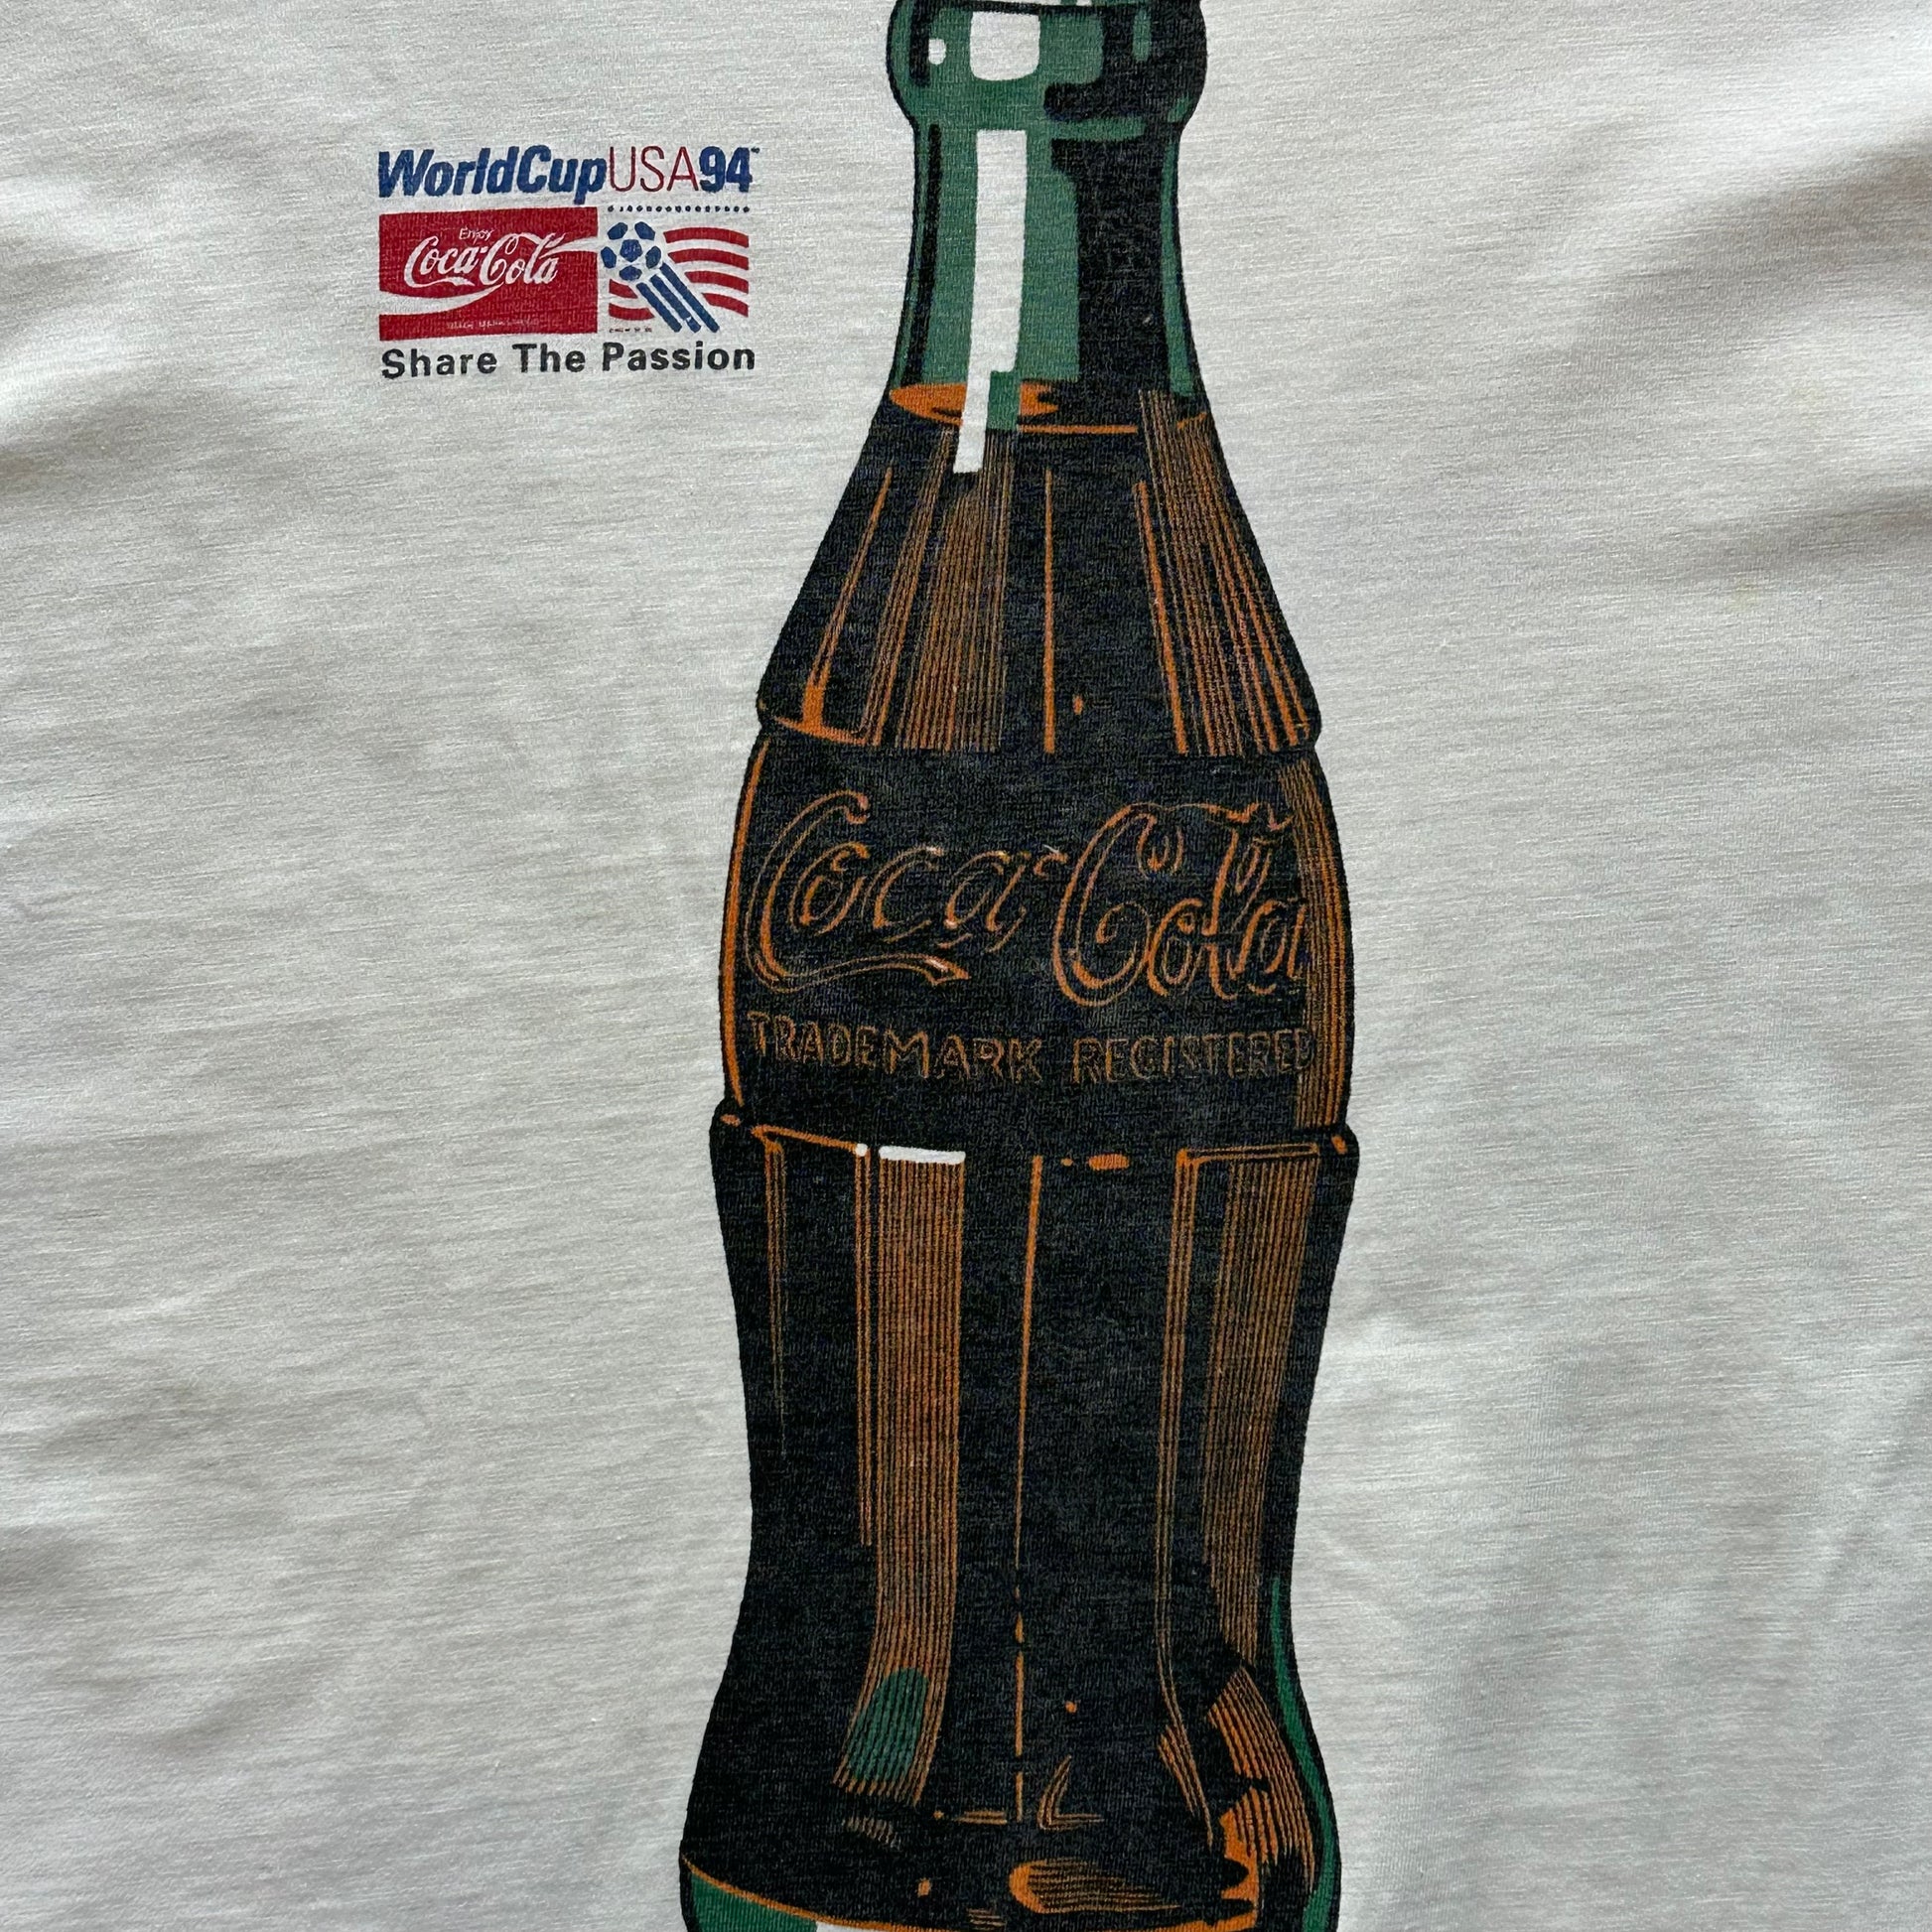 WorldCupUSA94
Enjoy
Coca-Cola
Share The Passion
Coca-Cola
TRADEMARK REGISTERED